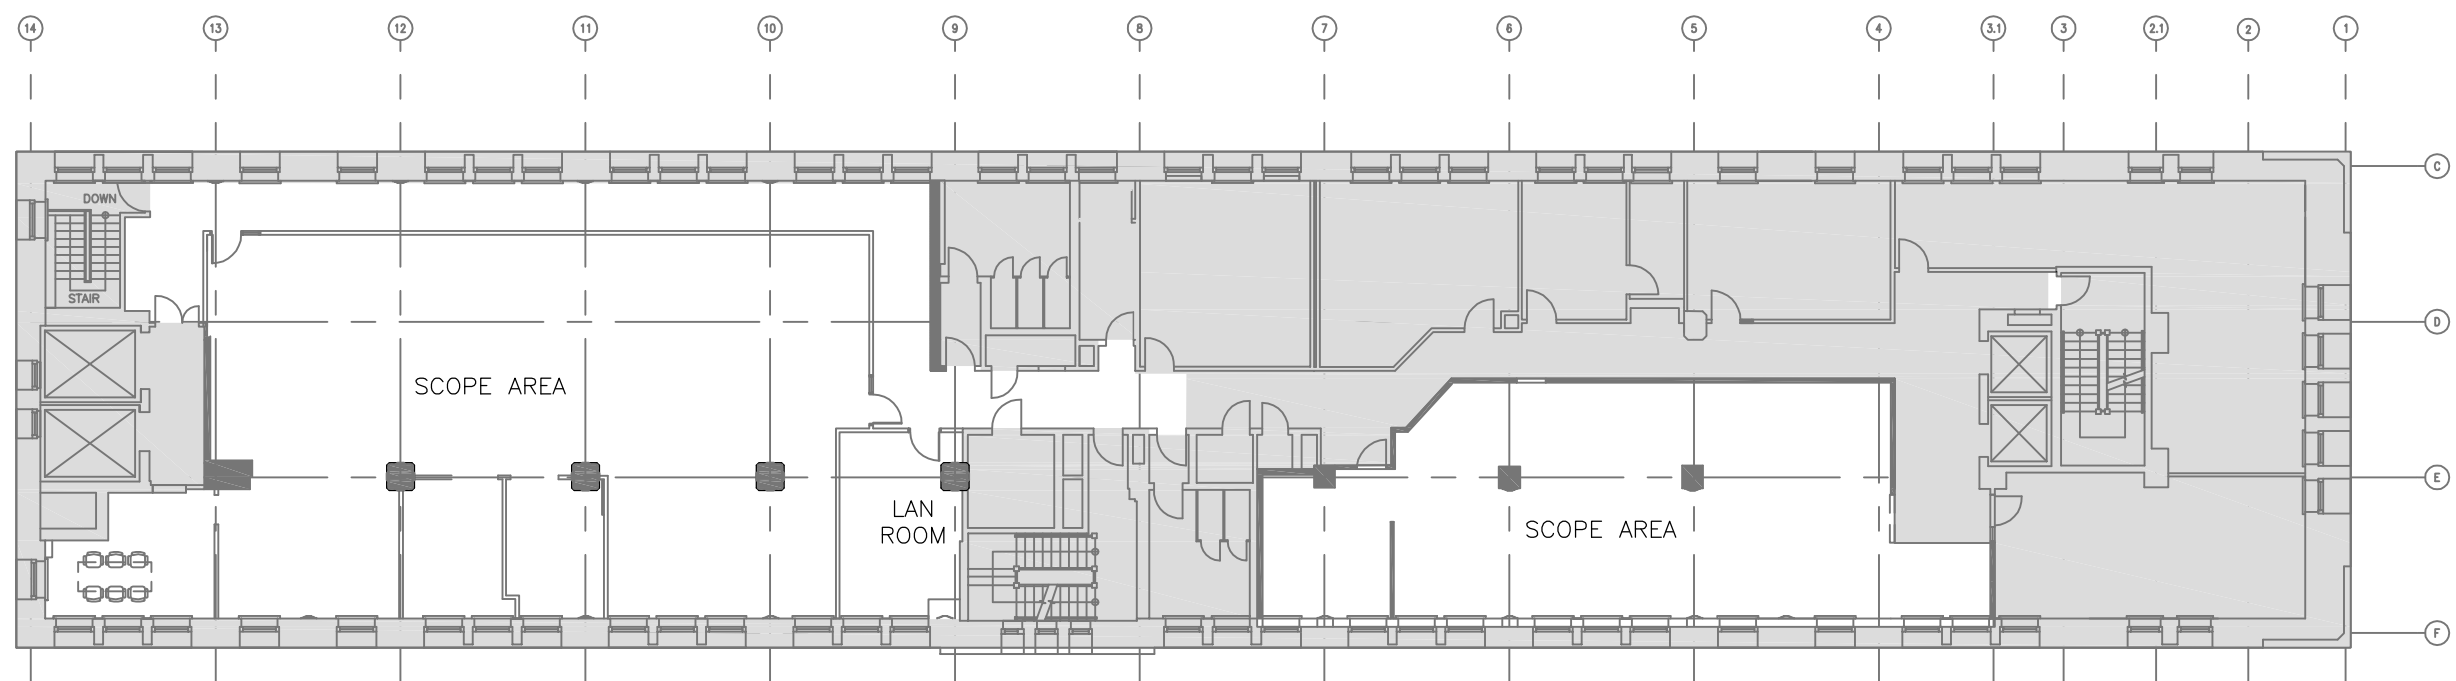 14 13 12 11 10 9 8 7 6 5 4 3.1 3 2.1 2 1
C
DOWN
STAIR
D
SCOPE AREA
E
LAN
ROOM
SCOPE AREA
F